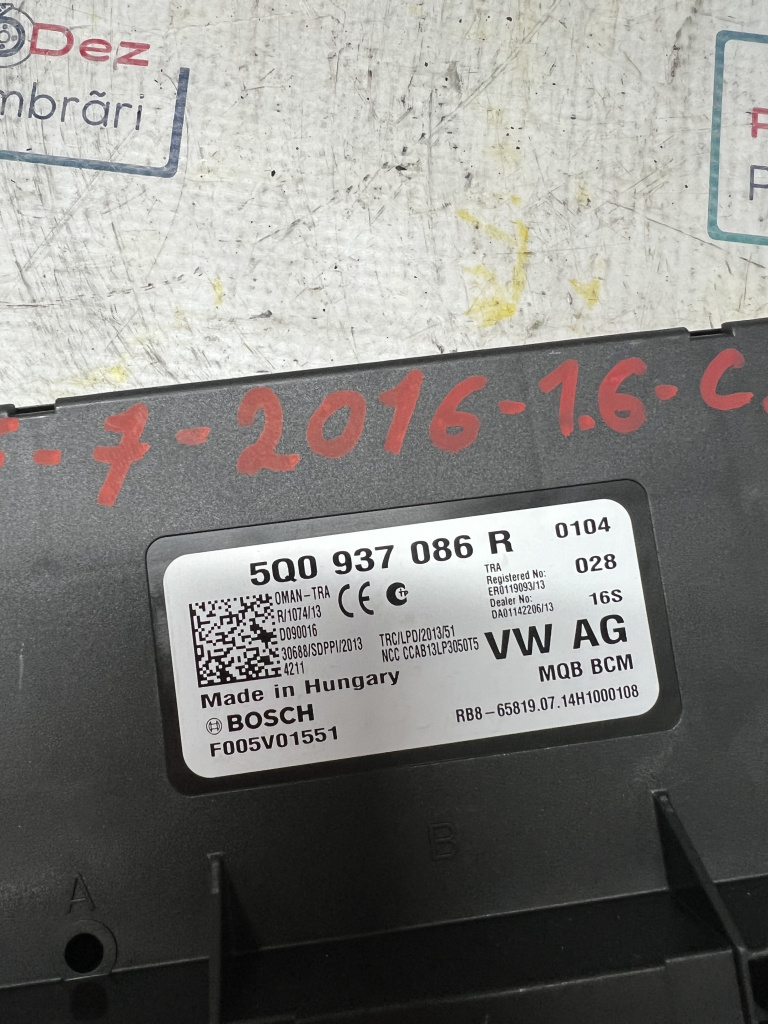 Dez
mbrări
-7-2016-1.6-C.
5Q0 937 086 R
0104
OMAN-TRA
R/1074/13
D090016
30688/SDPPI/2013
4211
CE
TRC/LPD/2013/51
NCC CCAB13LP3050T5
TRA
Registered No:
ER0119093/13
Dealer No:
DA01142206/13
028
16S
VW AG
MQB BCM
Made in Hungary
BOSCH
F005V01551
RB8-65819.07.14H1000108
A
B